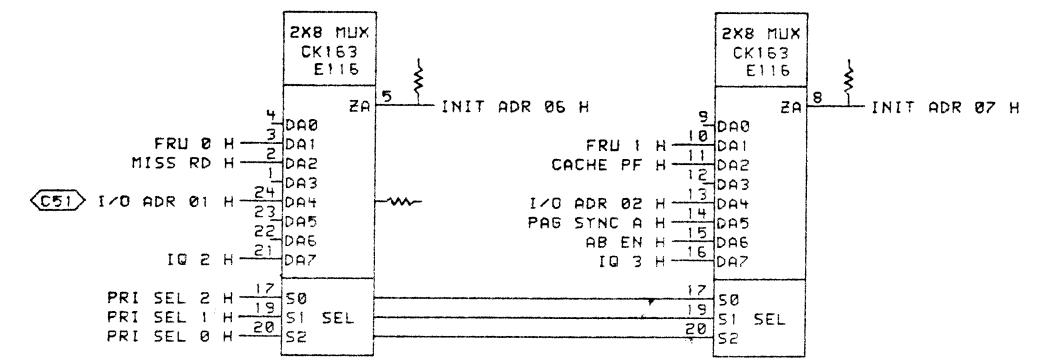 2X8 MUX
CK163
E116
ZA 5 INIT ADR 06 H
4 DA0
FRU 0 H 3 DA1
MISS RD H 2 DA2
1 DA3
C51 I/O ADR 01 H 24 DA4
23 DA5
22 DA6
IQ 2 H 21 DA7
PRI SEL 2 H 17 S0
PRI SEL 1 H 19 S1 SEL
PRI SEL 0 H 20 S2
2X8 MUX
CK163
E116
ZA 8 INIT ADR 07 H
9 DA0
FRU 1 H 10 DA1
CACHE PF H 11 DA2
12 DA3
I/O ADR 02 H 13 DA4
PAG SYNC A H 14 DA5
AB EN H 15 DA6
IQ 3 H 16 DA7
17 S0
19 S1 SEL
20 S2